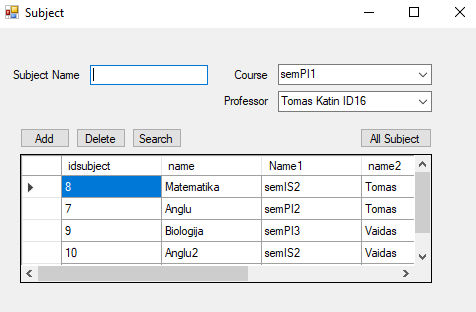 Subject
Subject Name Course semPI1
Professor Tomas Katin ID16
Add Delete Search All Subject
idsubject name Name1 name2
8 Matematika semIS2 Tomas
7 Anglu semPI2 Tomas
9 Biologija semPI3 Vaidas
10 Anglu2 semIS2 Vaidas